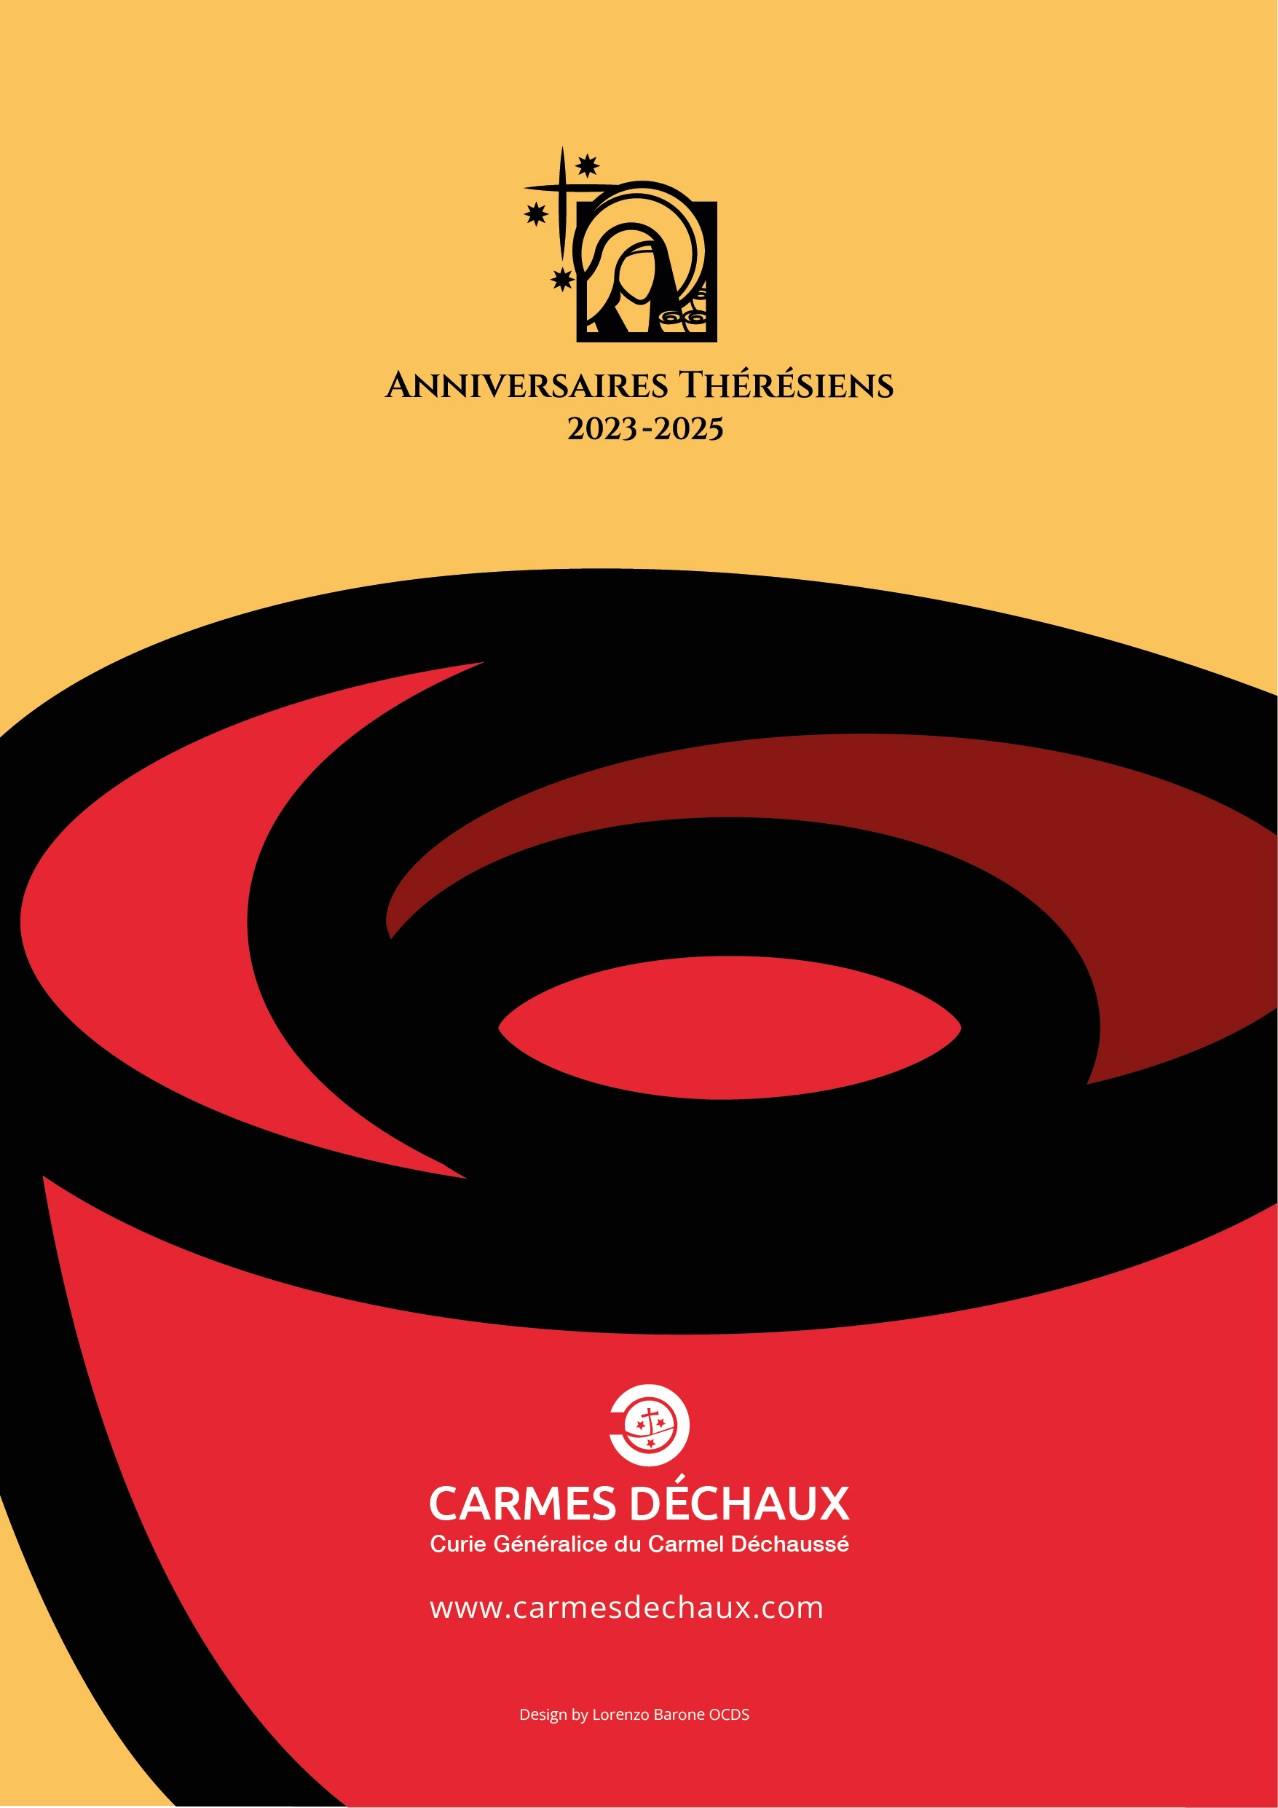 Anniversaires Thérésiens
2023-2025
CARMES DÉCHAUX
Curie Généralice du Carmel Déchaussé
www.carmesdechaux.com
Design by Lorenzo Barone OCDS